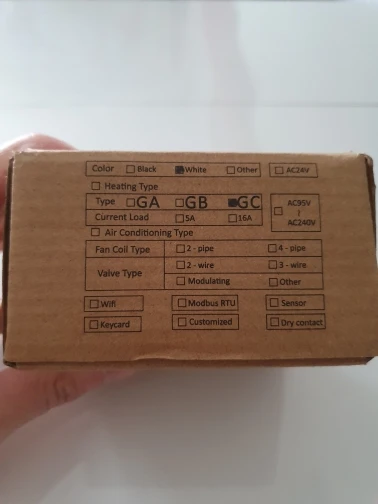 Color Black White Other AC24V
Heating Type
Type GA GB GC AC95V
Current Load 5A 16A / AC240V
Air Conditioning Type
Fan Coil Type 2 - pipe 4 - pipe
Valve Type 2 - wire 3 - wire
Modulating Other
Wifi Modbus RTU Sensor
Keycard Customized Dry contact